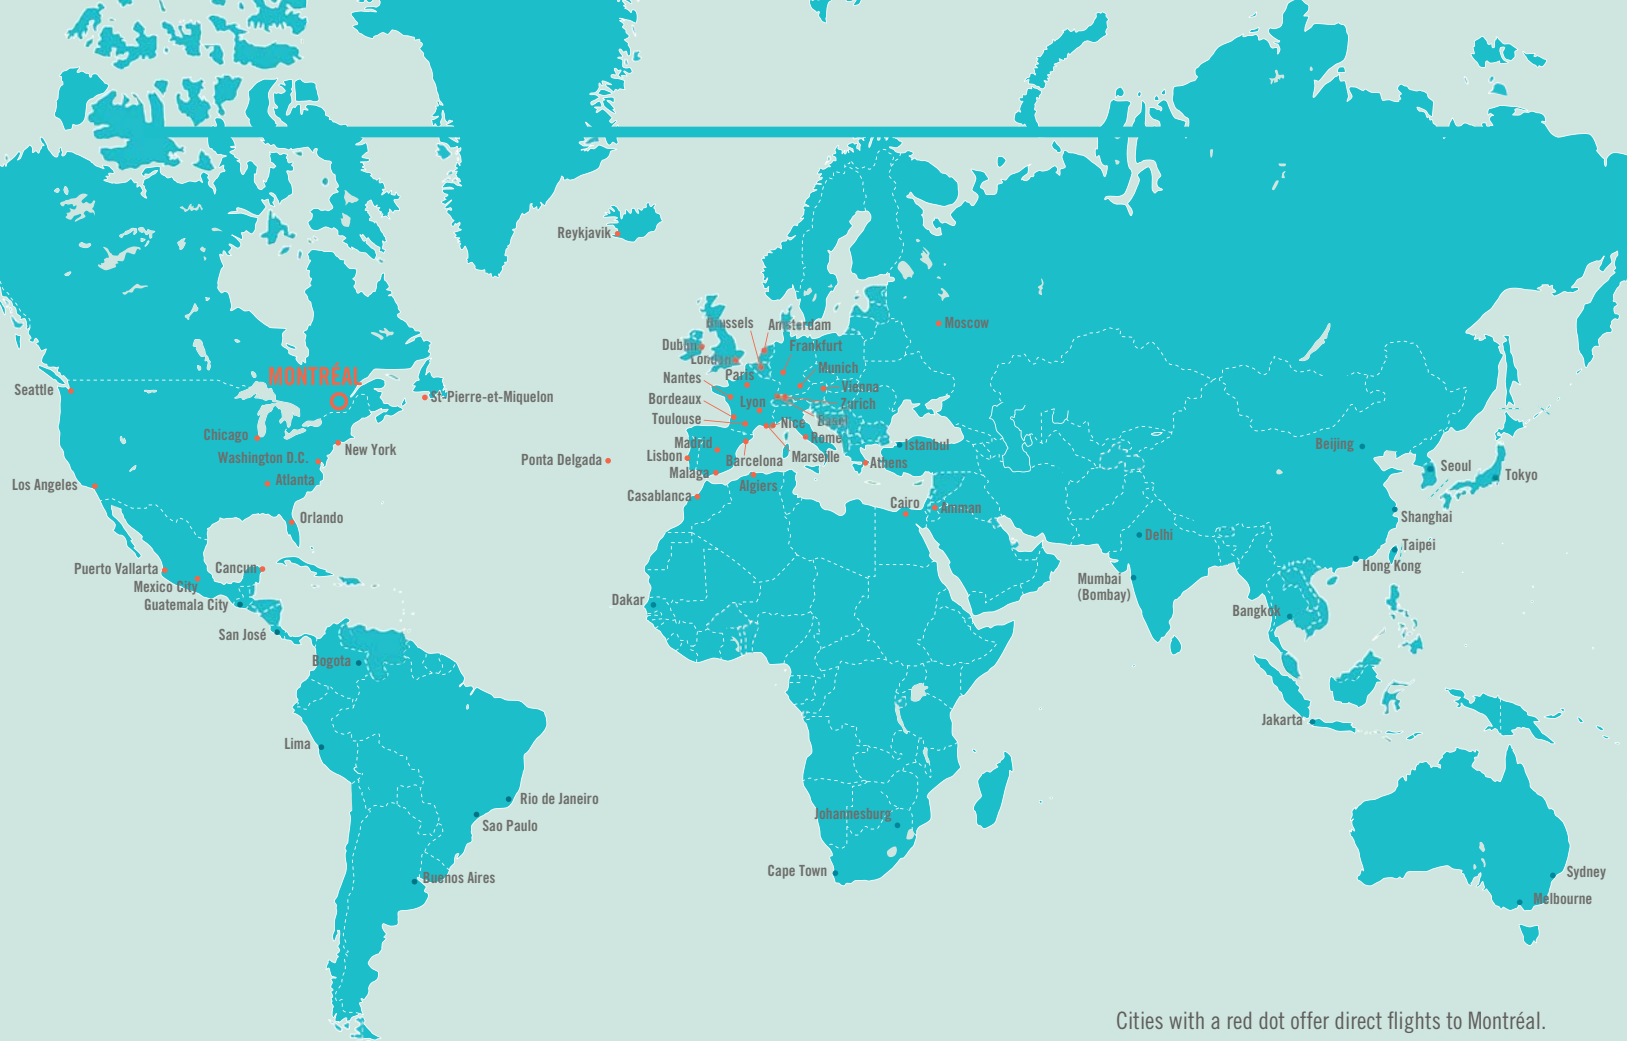 Reykjavik
Brussels
Amsterdam
Moscow
Dublin
Frankfurt
London
Munich
MONTRÉAL
Paris
Nantes
Vienna
Seattle
St-Pierre-et-Miquelon
Bordeaux
Lyon
Zurich
Toulouse
Nice
Basel
Chicago
Rome
Madrid
Istanbul
Beijing
New York
Washington D.C.
Ponta Delgada
Lisbon
Barcelona
Marseille
Athens
Seoul
Malaga
Tokyo
Los Angeles
Atlanta
Algiers
Casablanca
Cairo
Amman
Orlando
Shanghai
Delhi
Taipei
Puerto Vallarta
Cancun
Hong Kong
Mexico City
Mumbai
(Bombay)
Guatemala City
Dakar
Bangkok
San José
Bogota
Jakarta
Lima
Rio de Janeiro
Johannesburg
Sao Paulo
Cape Town
Sydney
Buenos Aires
Melbourne
Cities with a red dot offer direct flights to Montréal.